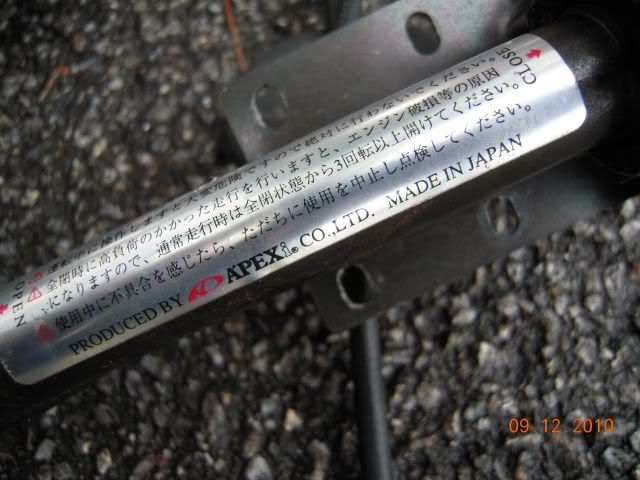 OPEN
CLOSE
運転中に操作しますと大変危険ですので絶対に行わないでください。
全閉時に高負荷のかかった走行を行いますと、エンジン破損等の原因
になりますので、通常走行時は全閉状態から3回転以上開けてください。
使用中に不具合を感じたら、ただちに使用を中止し点検してください。
PRODUCED BY APEXi® CO.,LTD. MADE IN JAPAN
09.12.2010